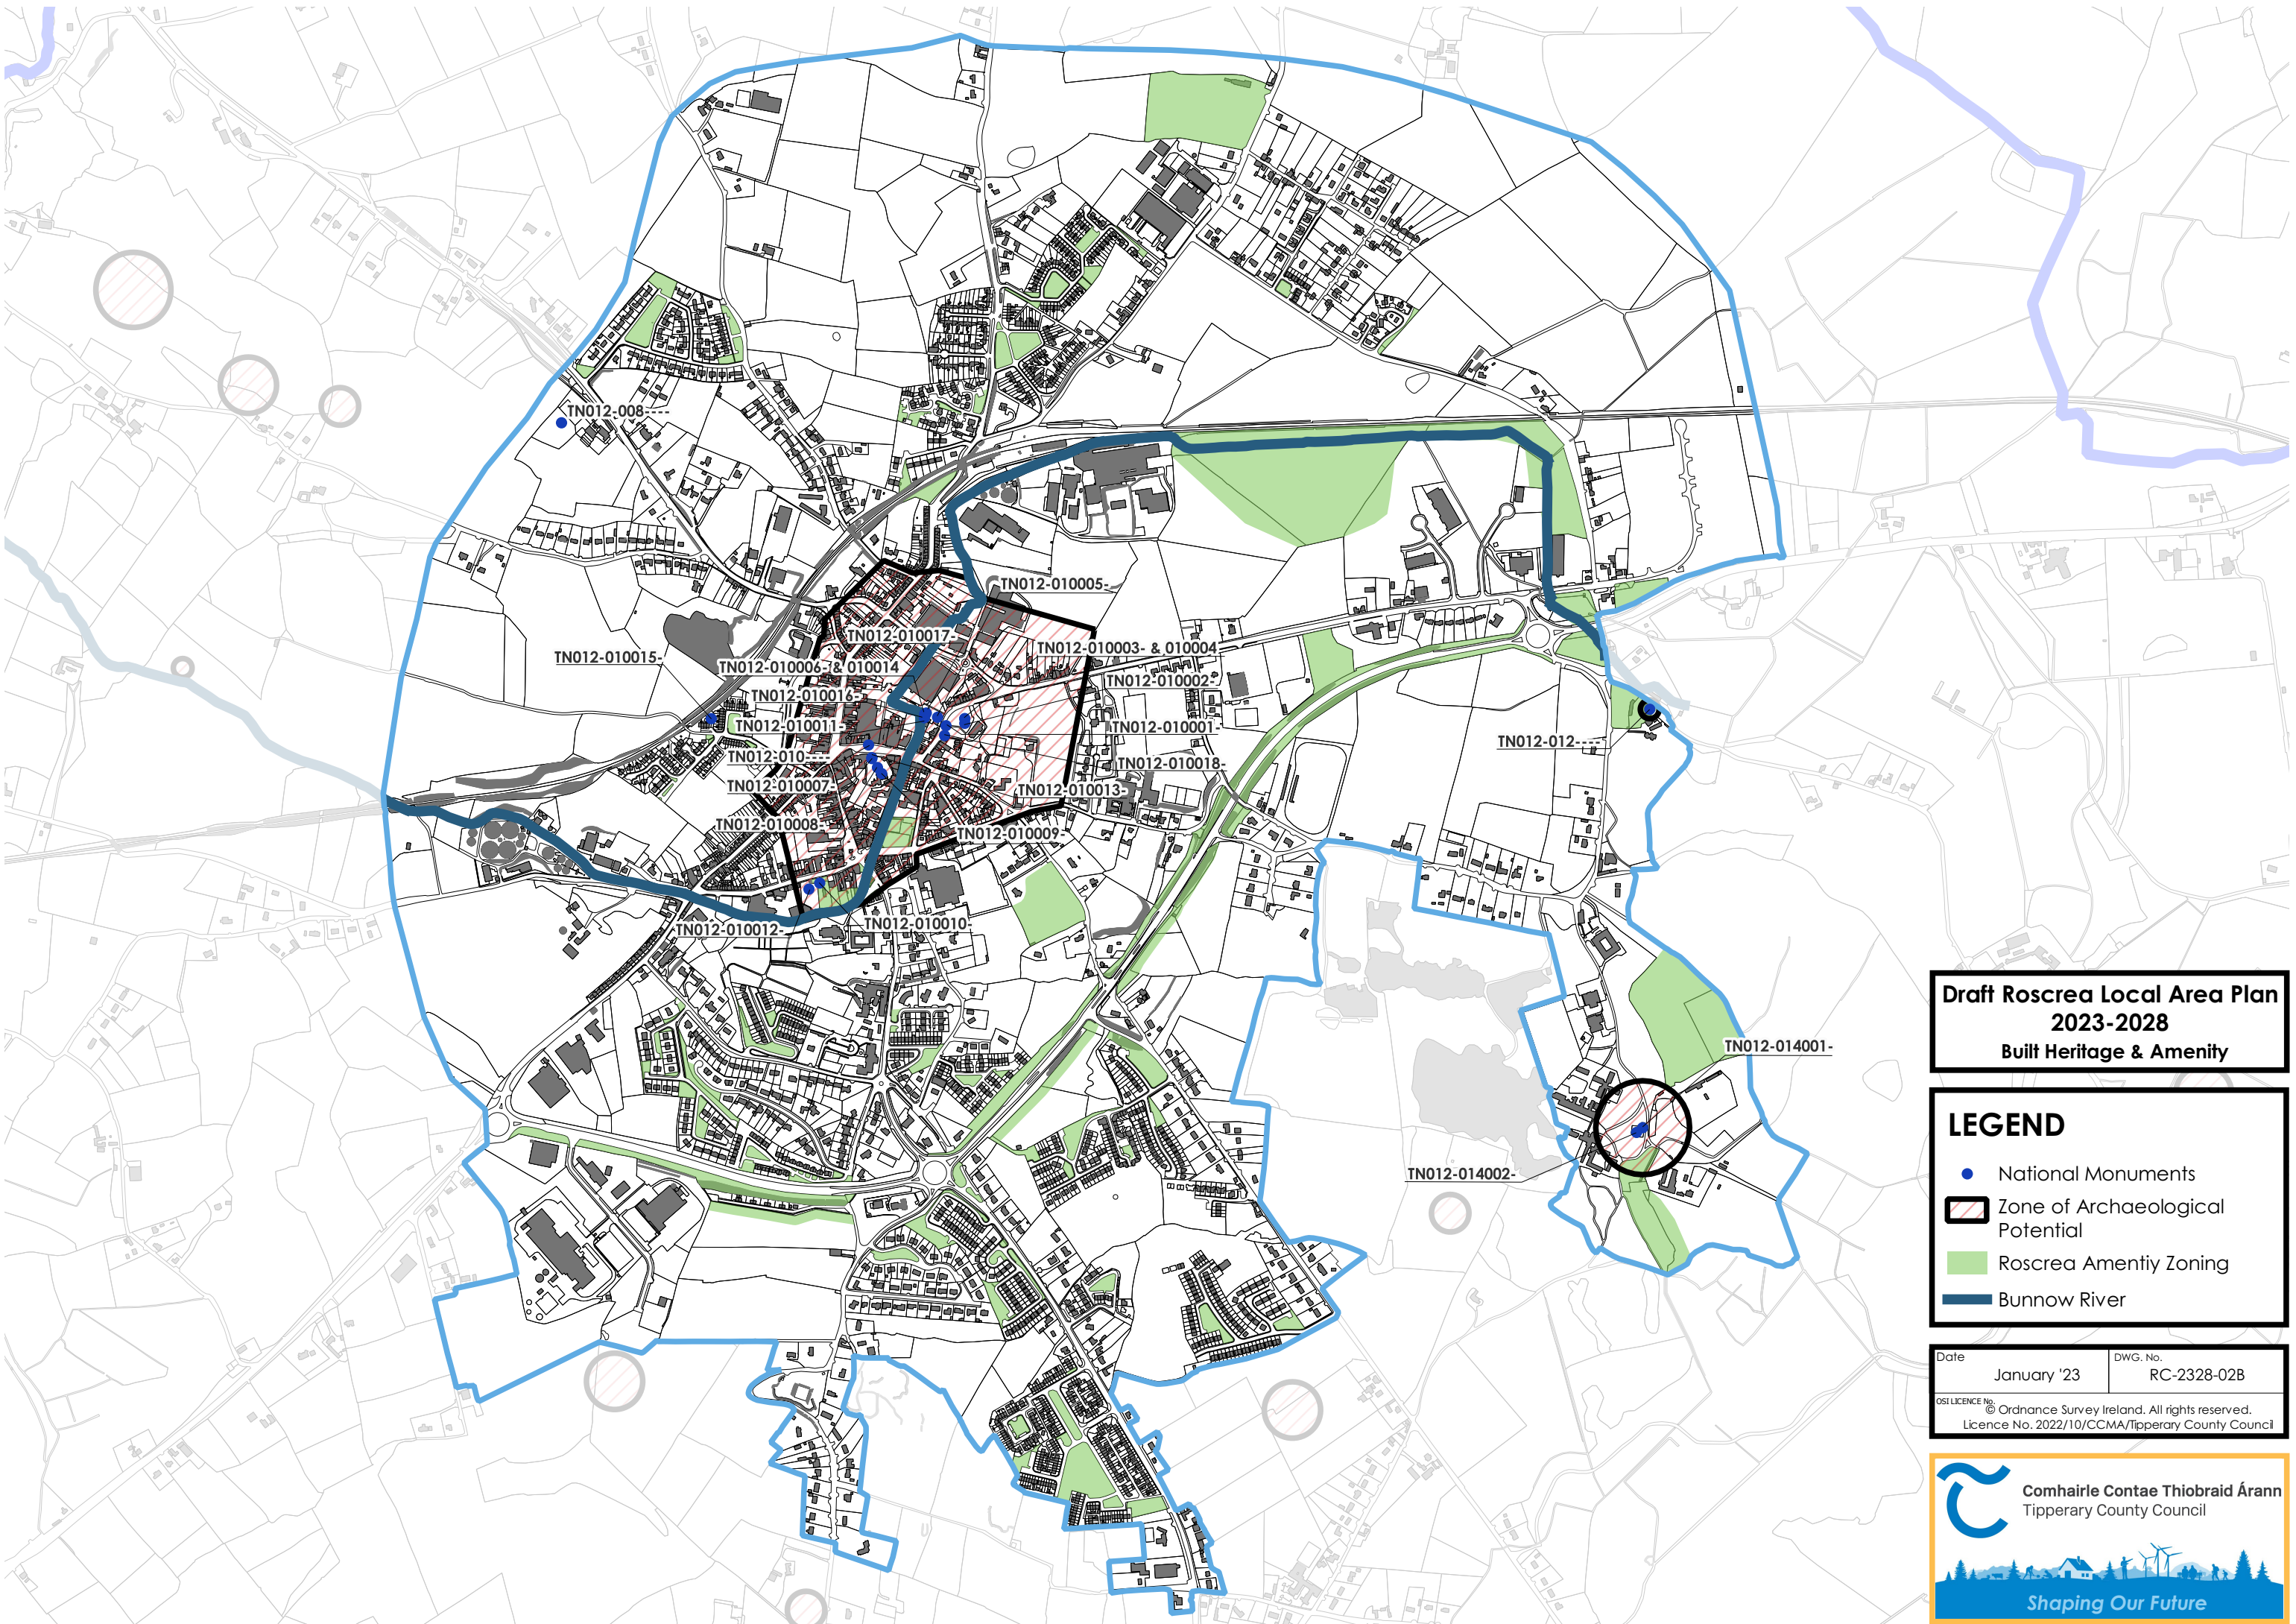 TN012-008----
TN012-010005-
TN012-010017-
TN012-010003- & 010004
TN012-010015-
TN012-010006- & 010014
TN012-010002-
TN012-010016-
TN012-010011-
TN012-010001-
TN012-012----
TN012-010----
TN012-010018-
TN012-010007-
TN012-010013-
TN012-010008-
TN012-010009-
TN012-010012-
TN012-010010-
TN012-014001-
TN012-014002-
Draft Roscrea Local Area Plan
2023-2028
Built Heritage & Amenity
LEGEND
National Monuments
Zone of Archaeological
Potential
Roscrea Amentiy Zoning
Bunnow River
Date
January '23
DWG. No.
RC-2328-02B
OSI LICENCE No.
© Ordnance Survey Ireland. All rights reserved.
Licence No. 2022/10/CCMA/Tipperary County Council
Comhairle Contae Thiobraid Árann
Tipperary County Council
Shaping Our Future